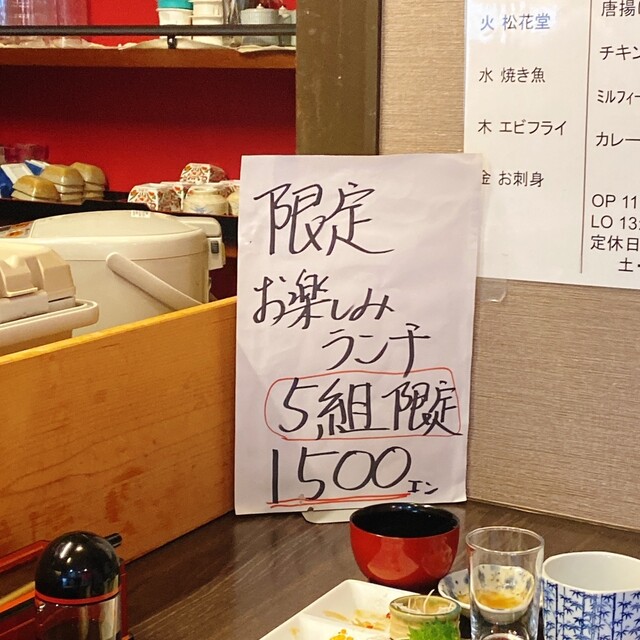 限定
お楽しみ
ランチ
5組限定
1500エン
火 松花堂
水 焼き魚
木 エビフライ
金 お刺身
唐揚
チキン
ミルフィー
カレー
OP 11
LO 13
定休日
土・